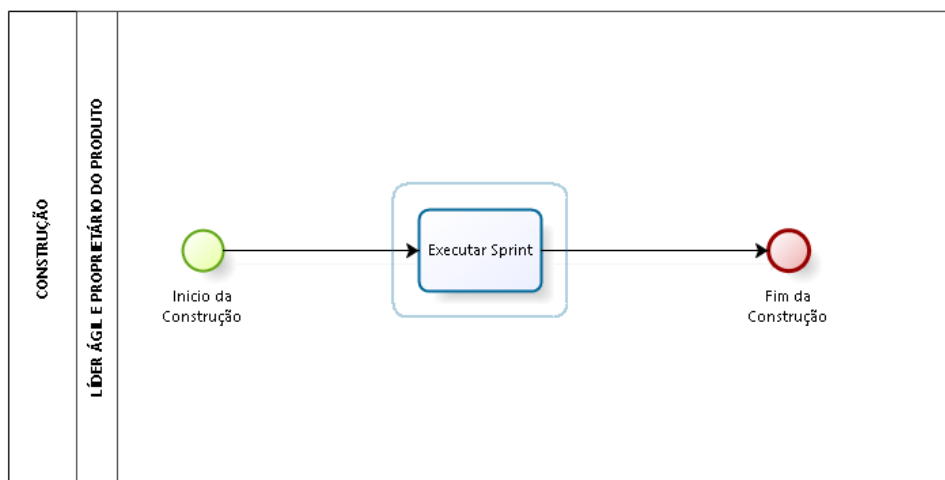 CONSTRUÇÃO
LÍDER ÁGIL E PROPRIETÁRIO DO PRODUTO
Inicio da
Construção
Executar Sprint
Fim da
Construção